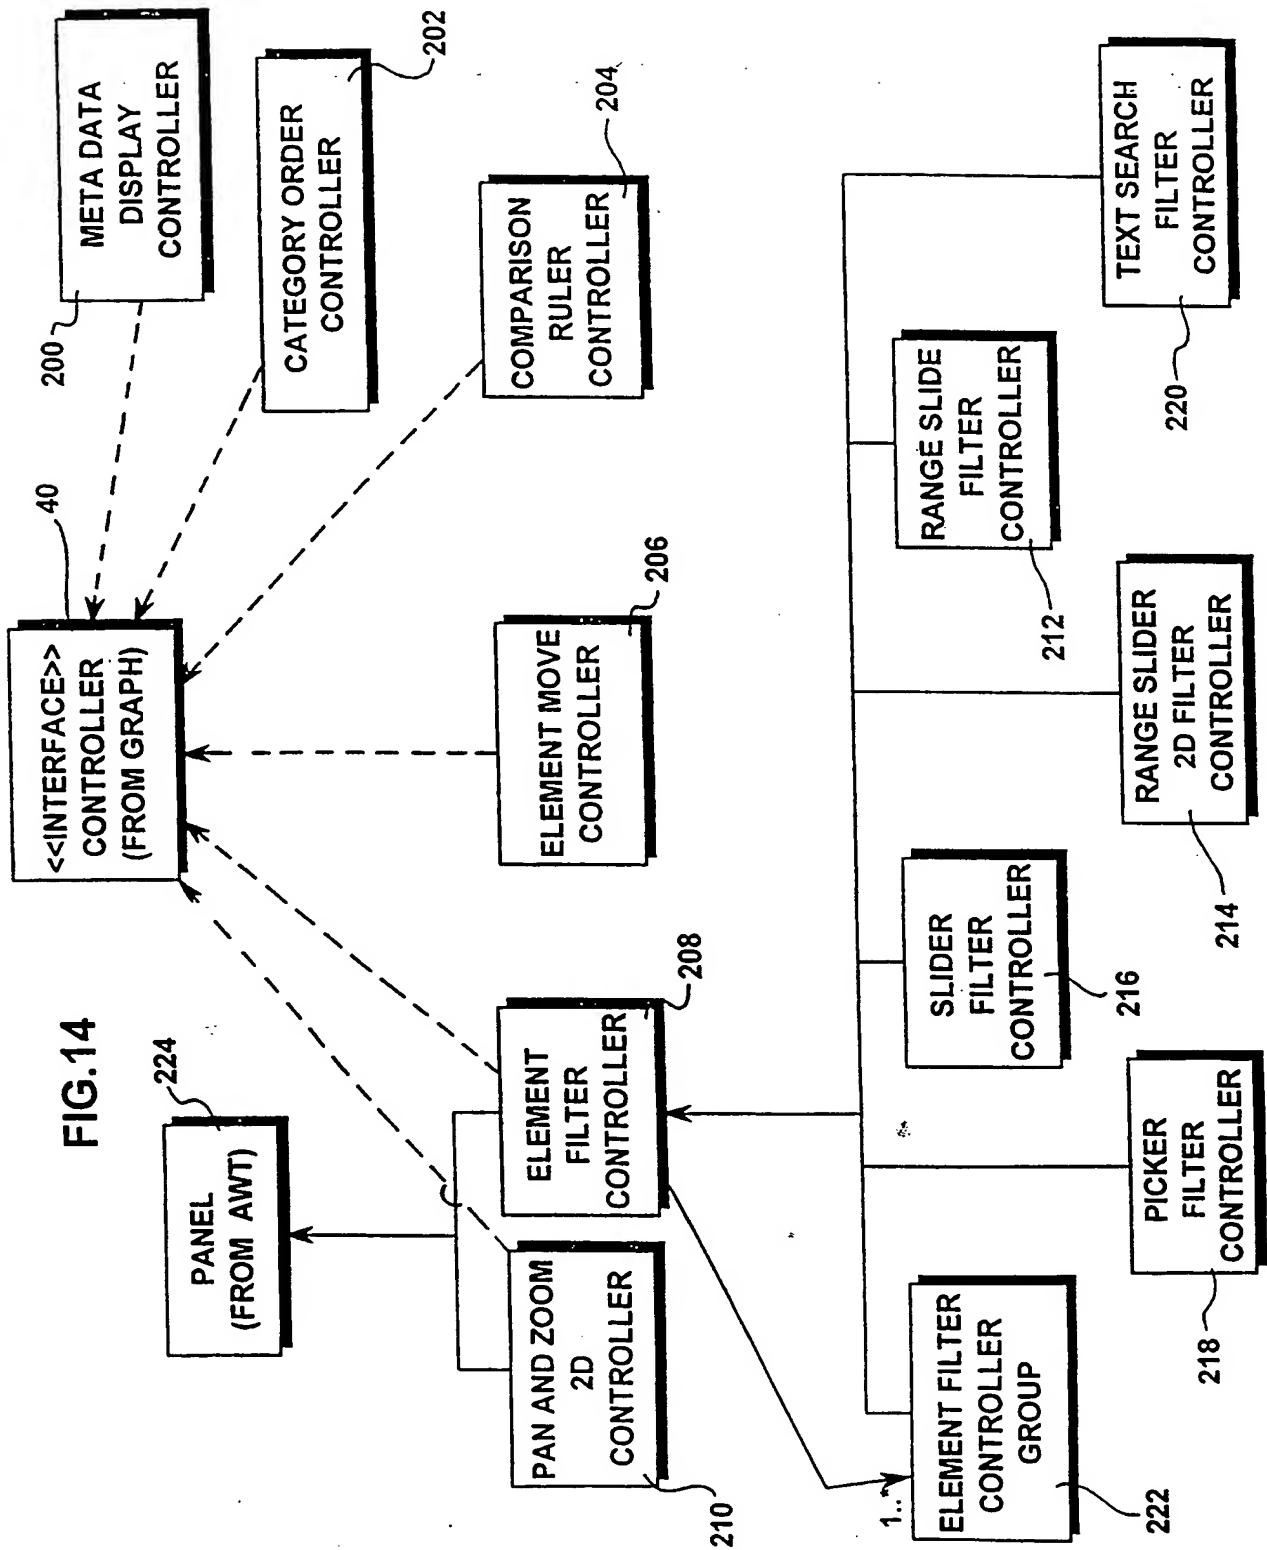 FIG.14
224
PANEL
(FROM AWT)
<<INTERFACE>>
CONTROLLER
(FROM GRAPH)
40
META DATA
DISPLAY
CONTROLLER
200
CATEGORY ORDER
CONTROLLER
202
COMPARISON
RULER
CONTROLLER
204
ELEMENT MOVE
CONTROLLER
206
ELEMENT
FILTER
CONTROLLER
208
PAN AND ZOOM
2D
CONTROLLER
210
1..*
ELEMENT FILTER
CONTROLLER
GROUP
222
PICKER
FILTER
CONTROLLER
218
SLIDER
FILTER
CONTROLLER
216
RANGE SLIDER
2D FILTER
CONTROLLER
214
RANGE SLIDE
FILTER
CONTROLLER
212
TEXT SEARCH
FILTER
CONTROLLER
220